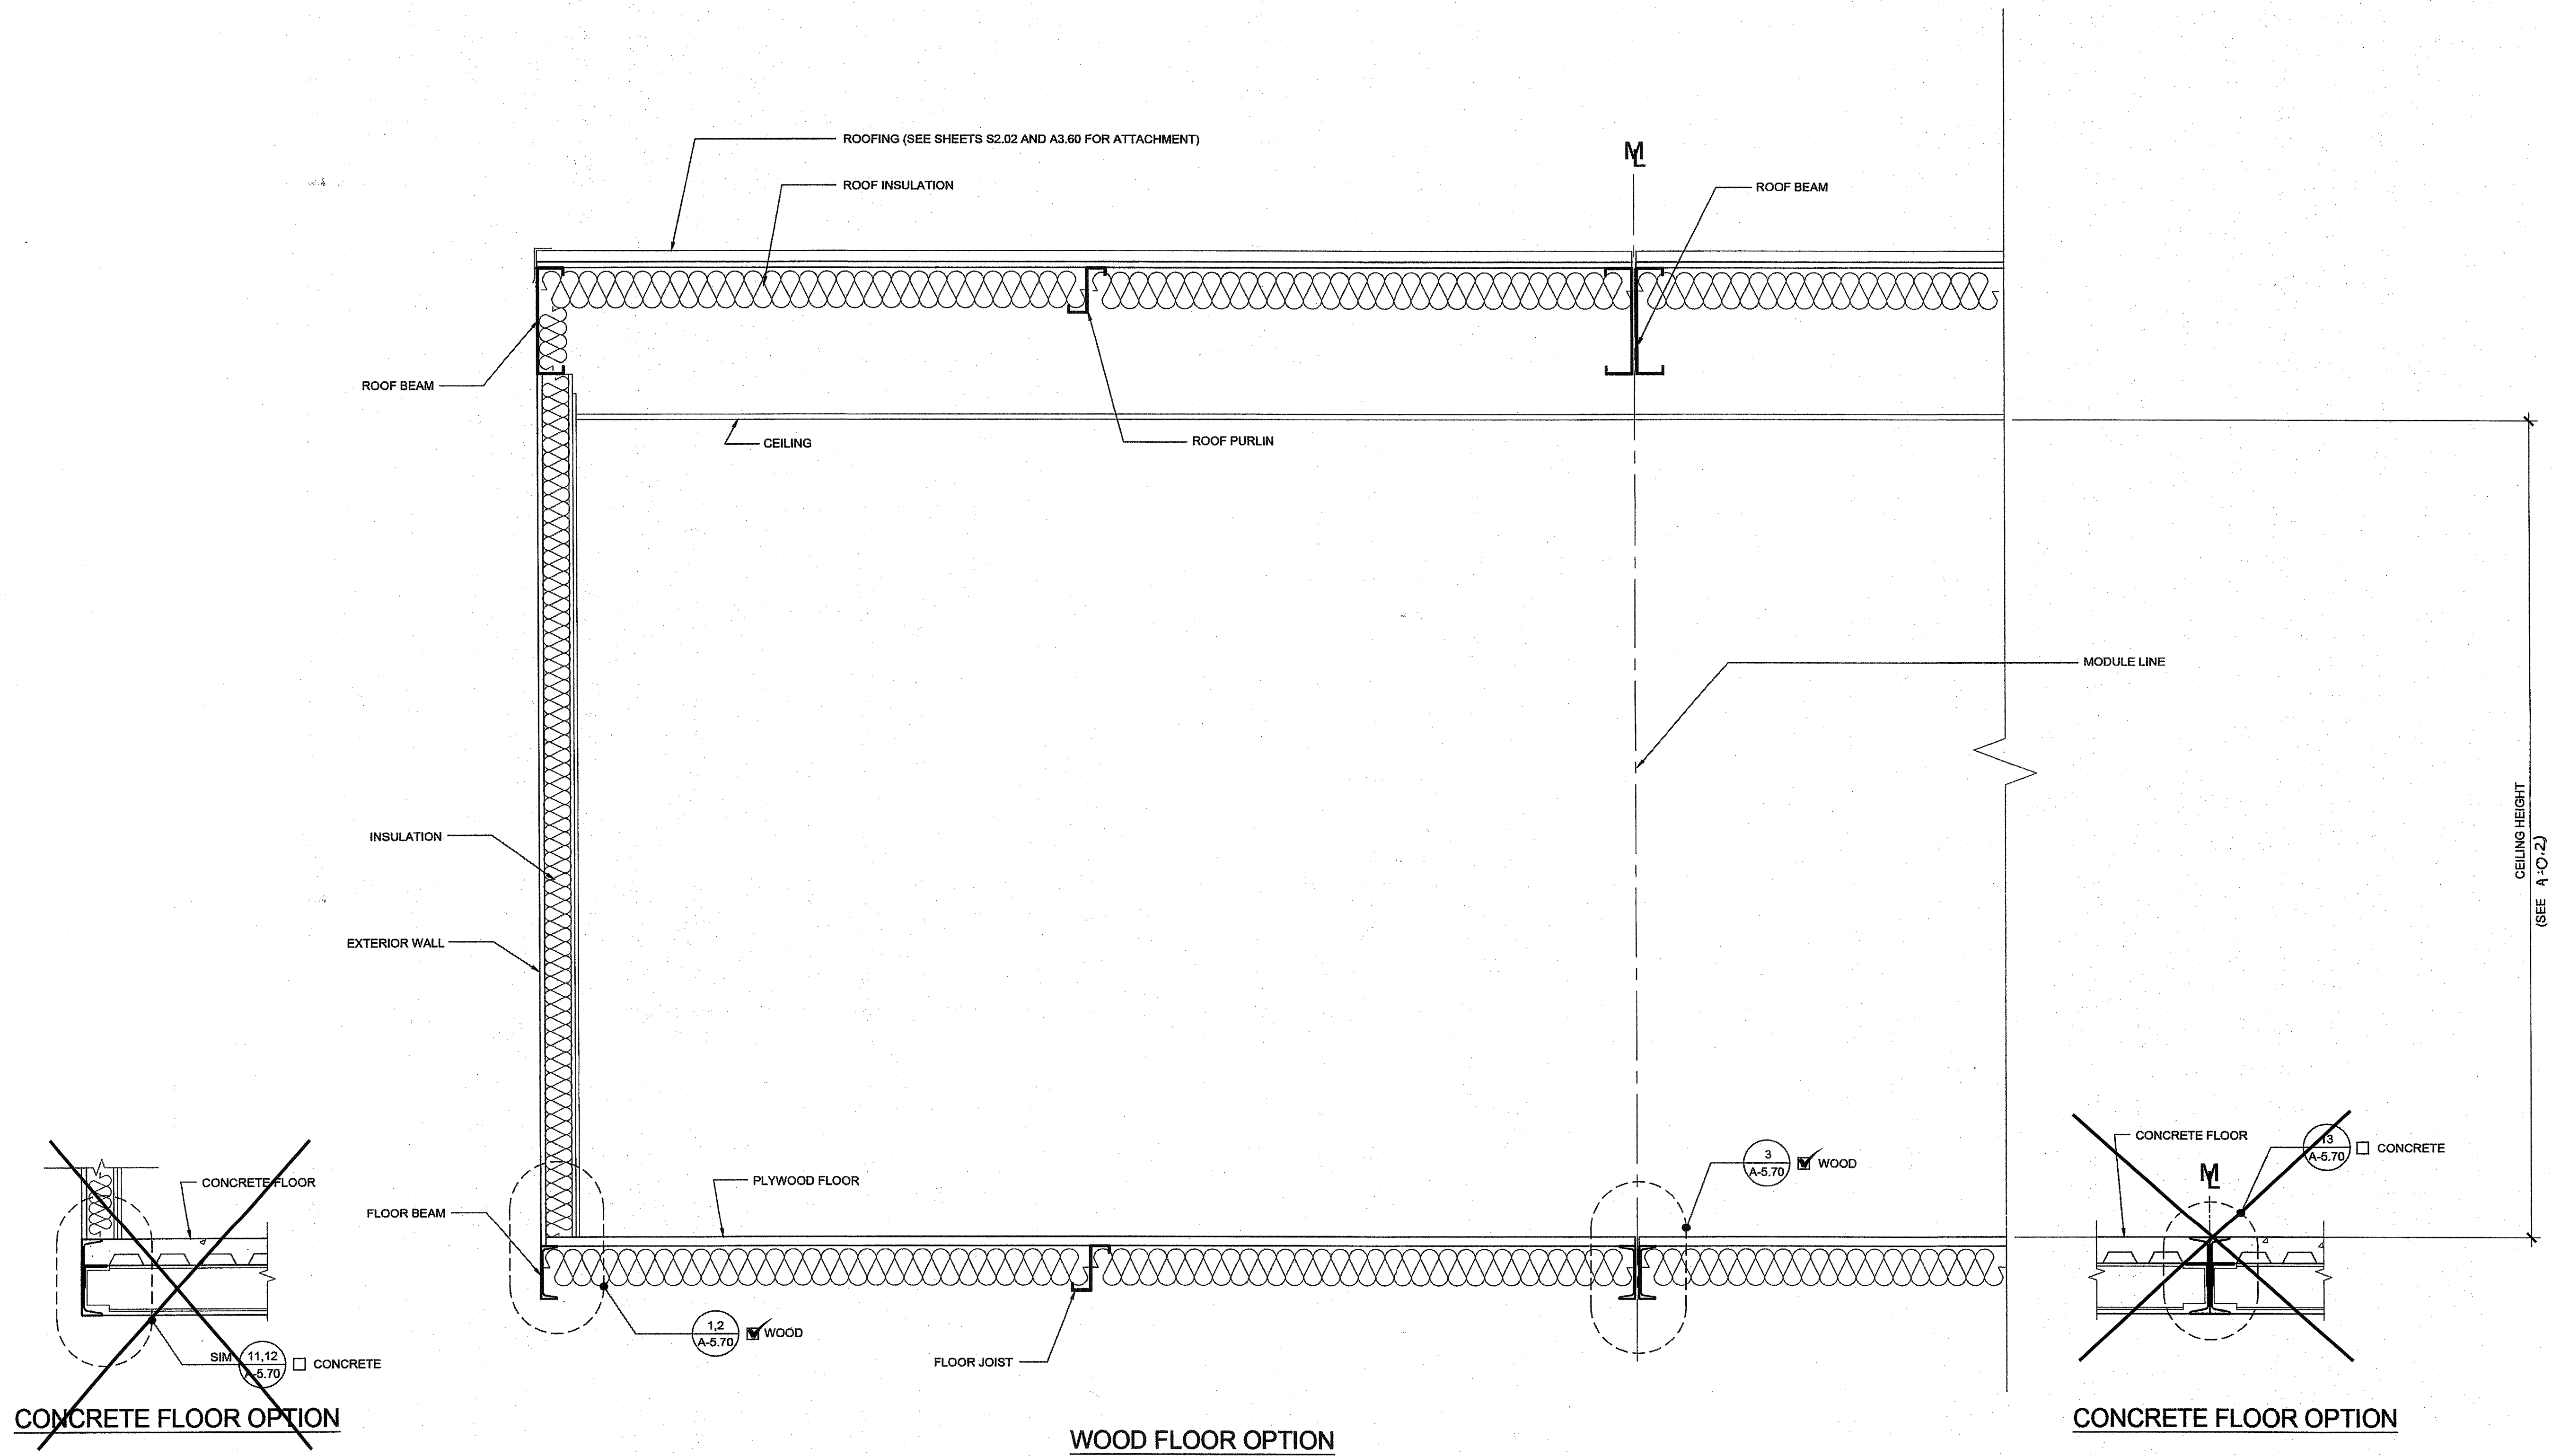 ROOFING (SEE SHEETS S2.02 AND A3.60 FOR ATTACHMENT)
ROOF INSULATION
ML
ROOF BEAM
ROOF BEAM
CEILING
ROOF PURLIN
MODULE LINE
INSULATION
EXTERIOR WALL
CEILING HEIGHT
(SEE A-0.2)
CONCRETE FLOOR
FLOOR BEAM
PLYWOOD FLOOR
3
A-5.70
WOOD
CONCRETE FLOOR
13
A-5.70
CONCRETE
ML
SIM
11,12
A-5.70
CONCRETE
1,2
A-5.70
WOOD
FLOOR JOIST
CONCRETE FLOOR OPTION
WOOD FLOOR OPTION
CONCRETE FLOOR OPTION